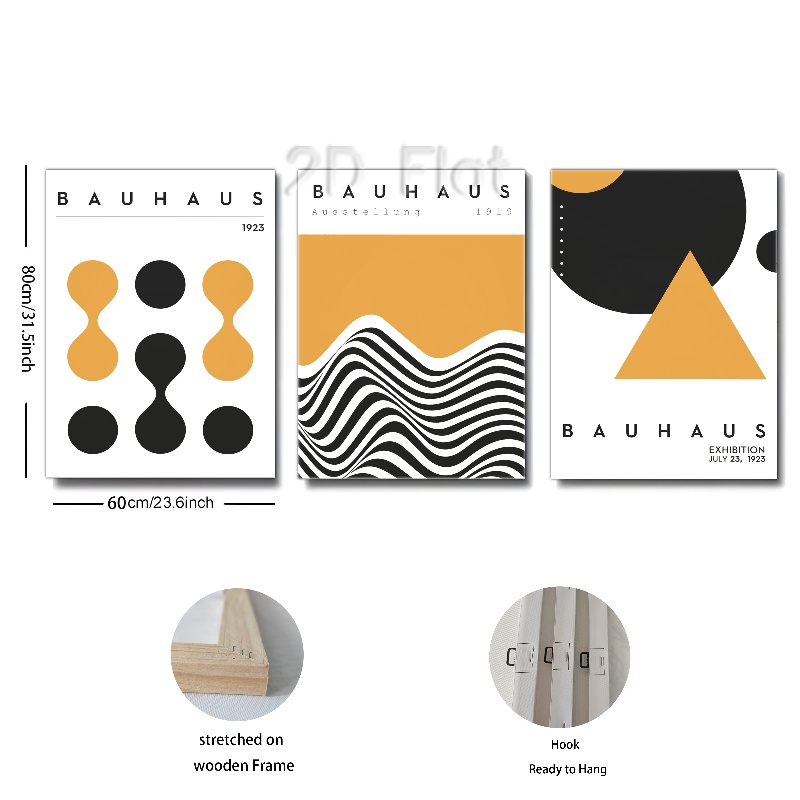 2D Flat
BAUHAUS
1923
BAUHAUS
Ausstellung 1919
BAUHAUS
EXHIBITION
JULY 23, 1923
80cm/31.5inch
60cm/23.6inch
stretched on
wooden Frame
Hook
Ready to Hang